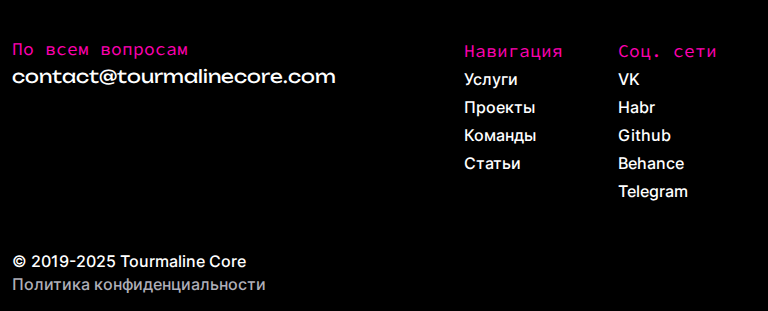 По всем вопросам
contact@tourmalinecore.com
Навигация
Услуги
Проекты
Команды
Статьи
Соц. сети
VK
Habr
Github
Behance
Telegram
© 2019-2025 Tourmaline Core
Политика конфиденциальности